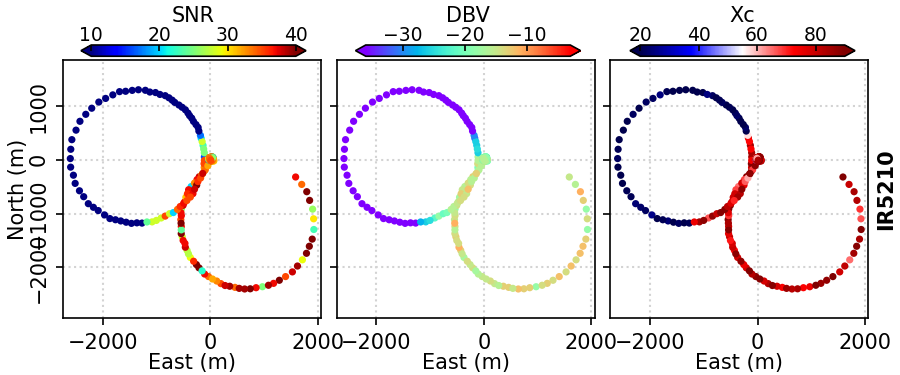 SNR DBV Xc
10 20 30 40 −30 −20 −10 20 40 60 80
1000
0
−1000
−2000
North (m)
IR5210
−2000 0 2000 −2000 0 2000 −2000 0 2000
East (m) East (m) East (m)